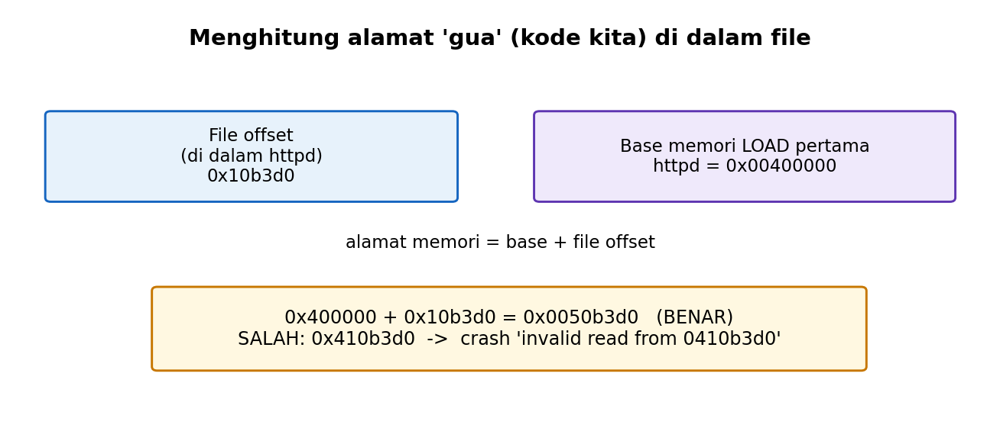 Menghitung alamat 'gua' (kode kita) di dalam file
File offset
(di dalam httpd)
0x10b3d0
Base memori LOAD pertama
httpd = 0x00400000
alamat memori = base + file offset
0x400000 + 0x10b3d0 = 0x0050b3d0   (BENAR)
SALAH: 0x410b3d0  ->  crash 'invalid read from 0410b3d0'